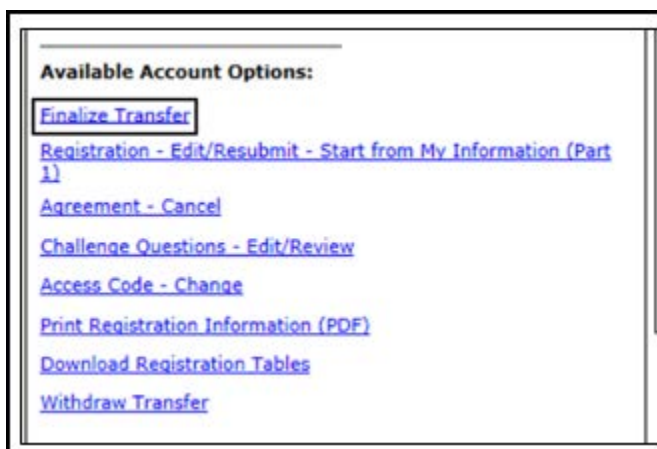 Available Account Options:
Finalize Transfer
Registration - Edit/Resubmit - Start from My Information (Part
1)
Agreement - Cancel
Challenge Questions - Edit/Review
Access Code - Change
Print Registration Information (PDF)
Download Registration Tables
Withdraw Transfer